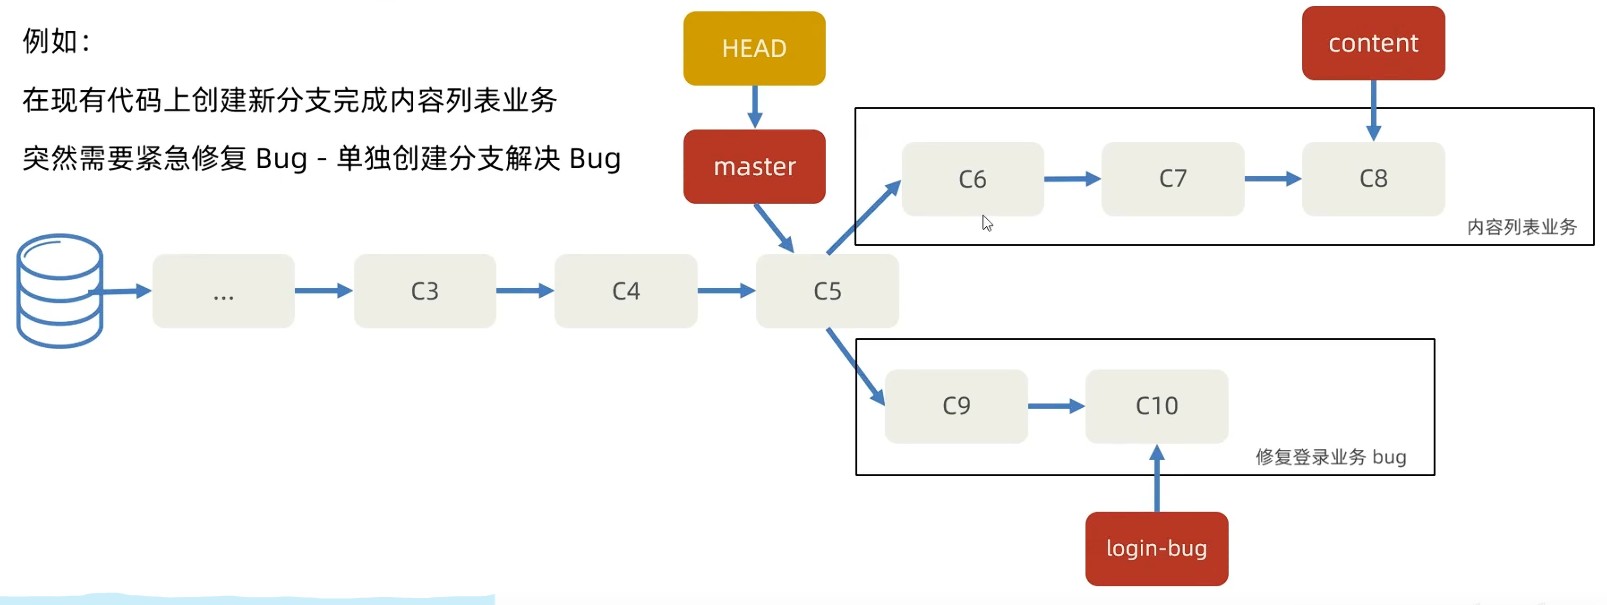 例如：
在现有代码上创建新分支完成内容列表业务
突然需要紧急修复 Bug - 单独创建分支解决 Bug
HEAD
master
content
C6
C7
C8
内容列表业务
...
C3
C4
C5
C9
C10
修复登录业务 bug
login-bug